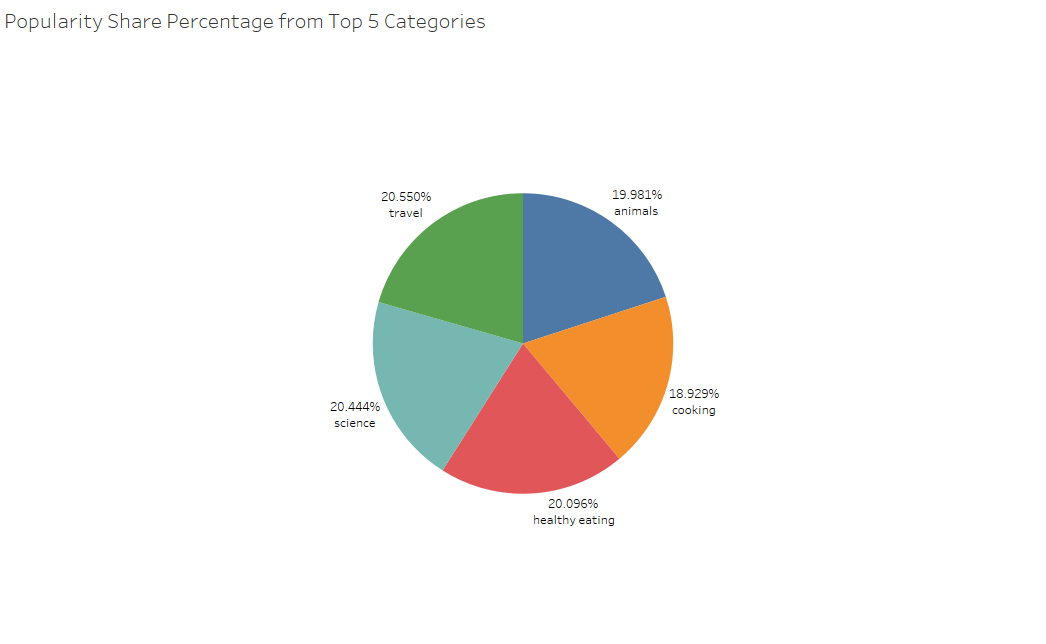 Popularity Share Percentage from Top 5 Categories
20.550%
travel
19.981%
animals
18.929%
cooking
20.444%
science
20.096%
healthy eating